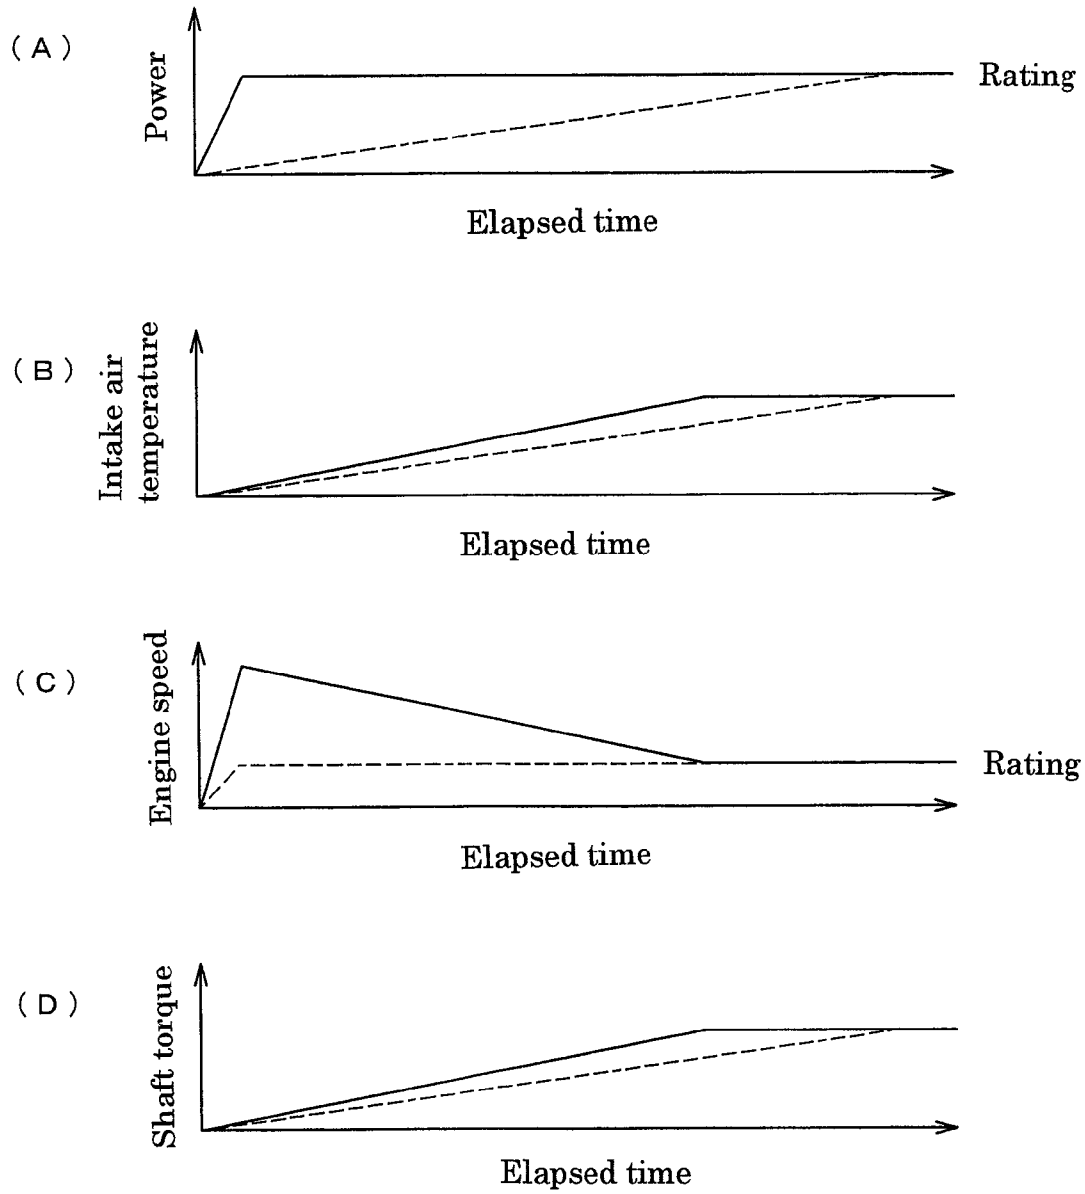 ( A )
Power
Rating
Elapsed time
( B )
Intake air
temperature
Elapsed time
( C )
Engine speed
Rating
Elapsed time
( D )
Shaft torque
Elapsed time